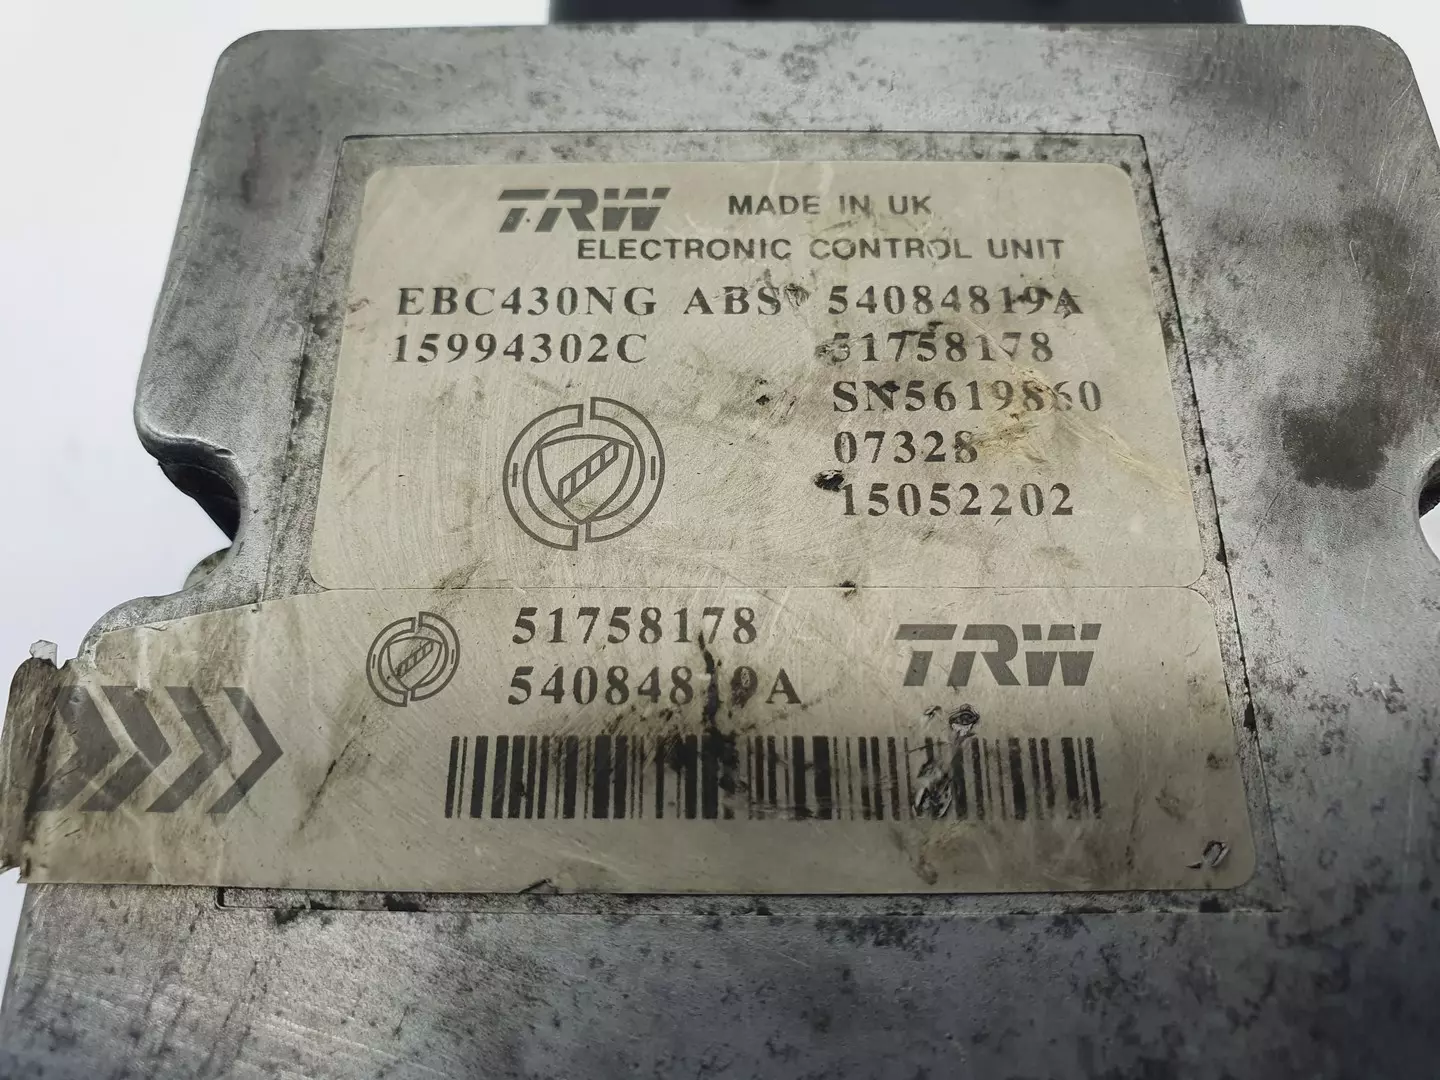 TRW MADE IN UK
ELECTRONIC CONTROL UNIT
EBC430NG ABS 54084819A
15994302C 51758178
SN5619860
07328
15052202
51758178 TRW
54084819A